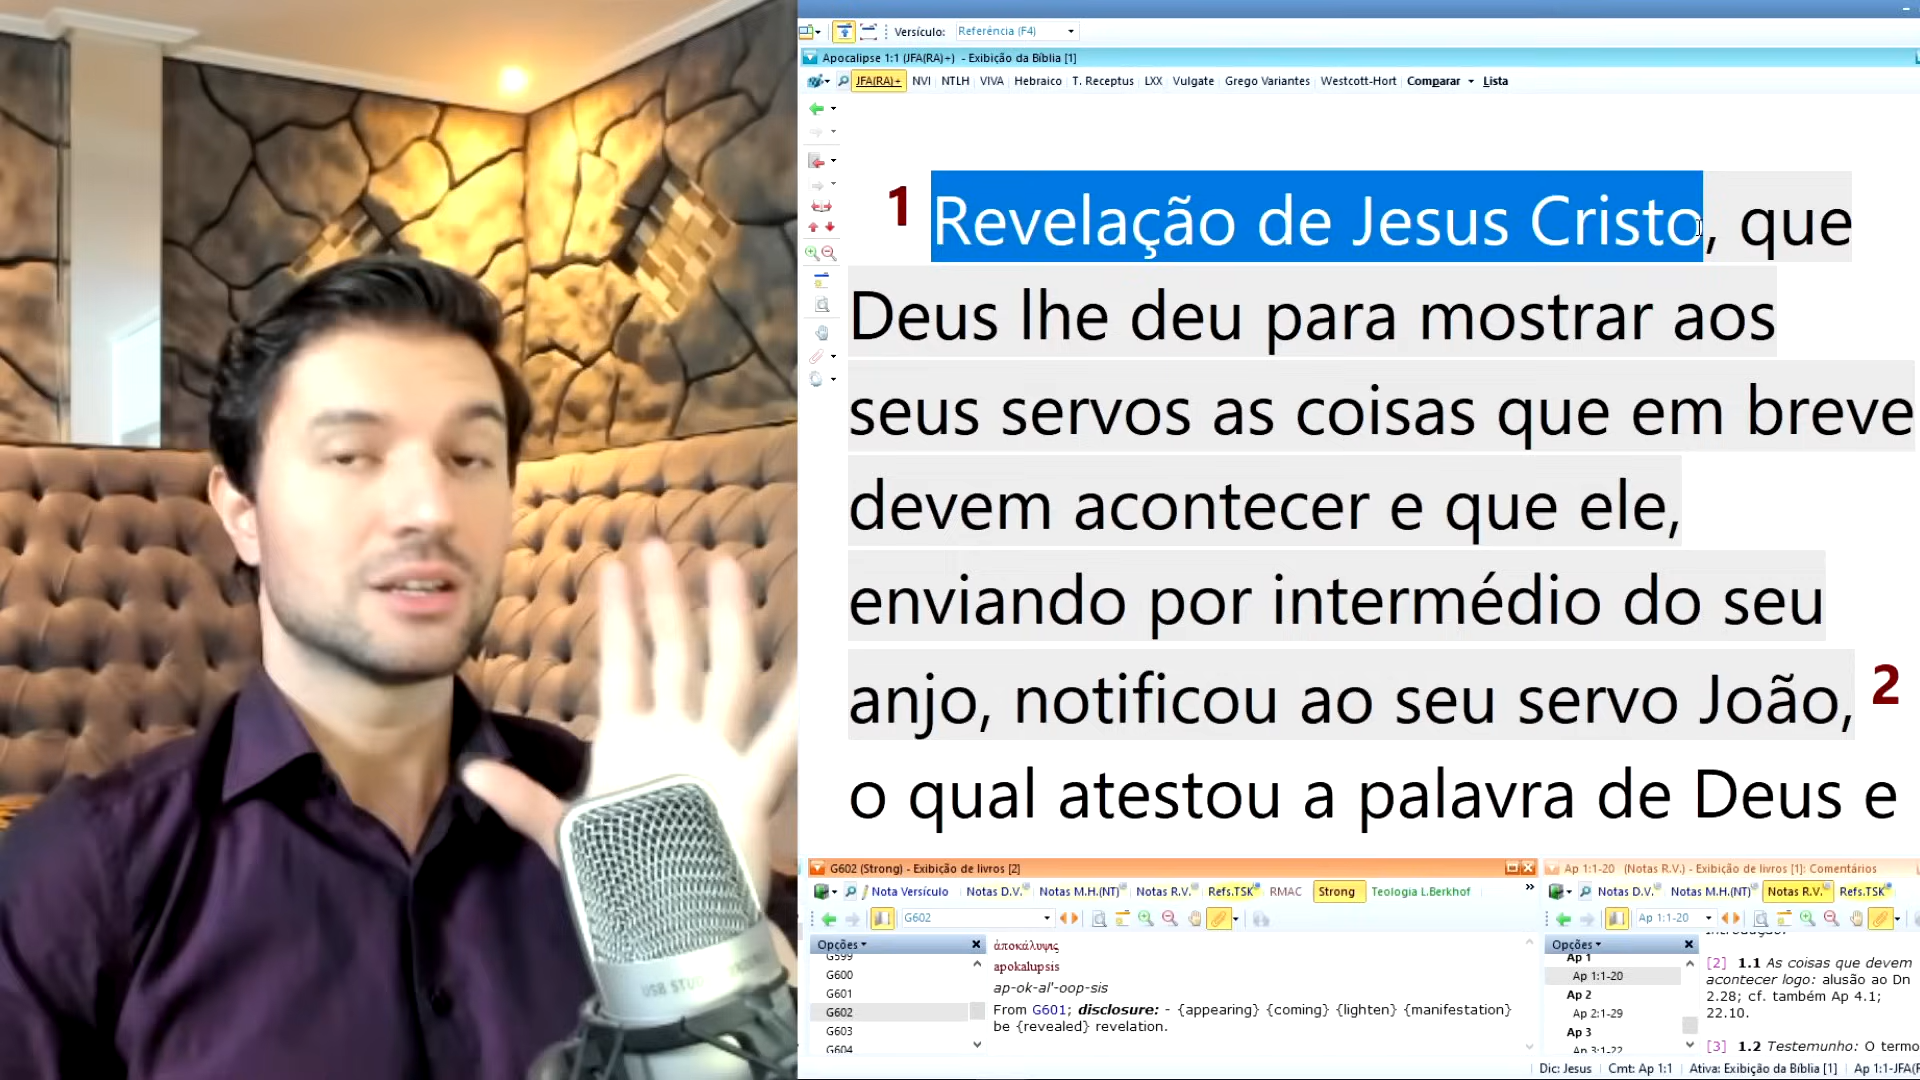 Versículo: Referência (F4)
Apocalipse 1:1 (JFA(RA)+) - Exibição da Bíblia [1]
JFA(RA)+ NVI NTLH VIVA Hebraico T. Receptus LXX Vulgate Grego Variantes Westcott-Hort Comparar Lista
1 Revelação de Jesus Cristo, que
Deus lhe deu para mostrar aos
seus servos as coisas que em breve
devem acontecer e que ele,
enviando por intermédio do seu
anjo, notificou ao seu servo João, 2
o qual atestou a palavra de Deus e
G602 (Strong) - Exibição de livros [2]
Nota Versículo Notas D.V. Notas M.H.(NT) Notas R.V. Refs.TSK RMAC Strong Teologia L.Berkhof »
G602
Opções
G599
G600
G601
G602
G603
G604
ἀποκάλυψις
apokalupsis
ap-ok-al'-oop-sis
From G601; disclosure: - {appearing} {coming} {lighten} {manifestation}
be {revealed} revelation.
Ap 1:1-20 (Notas R.V.) - Exibição de livros [1]: Comentários
Notas D.V. Notas M.H.(NT) Notas R.V. Refs.TSK
Ap 1:1-20
Opções
Ap 1
Ap 1:1-20
Ap 2
Ap 2:1-29
Ap 3
Ap 3:1-22
[2] 1.1 As coisas que devem
acontecer logo: alusão ao Dn
2.28; cf. também Ap 4.1;
22.10.
[3] 1.2 Testemunho: O termo
Dic: Jesus Cmt: Ap 1:1 Ativa: Exibição da Bíblia [1] Ap 1:1-JFA(R
USB STUDIO